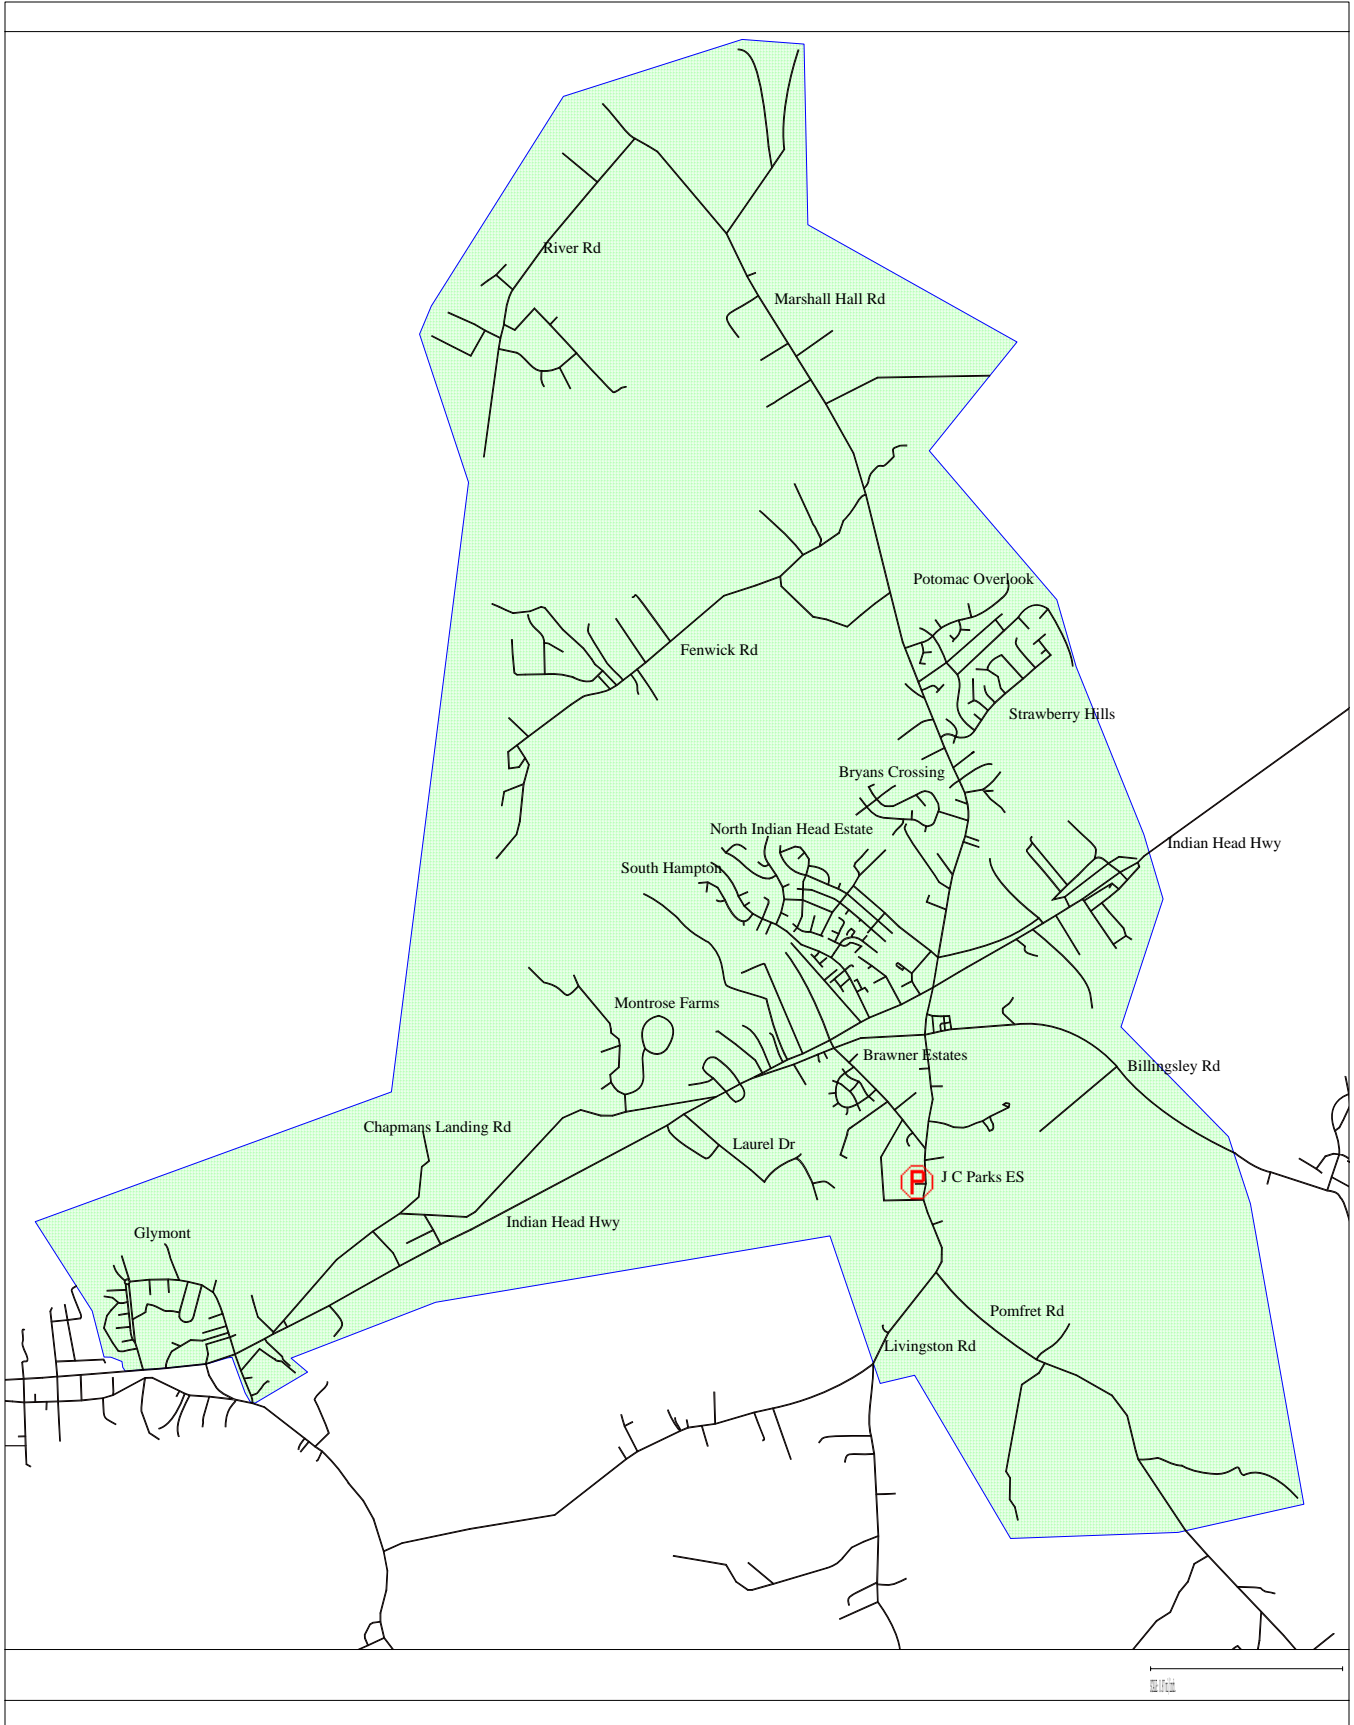 River Rd
Marshall Hall Rd
Potomac Overlook
Fenwick Rd
Strawberry Hills
Bryans Crossing
North Indian Head Estate
Indian Head Hwy
South Hampton
Montrose Farms
Brawner Estates
Billingsley Rd
Chapmans Landing Rd
Laurel Dr
P
J C Parks ES
Indian Head Hwy
Glymont
Pomfret Rd
Livingston Rd